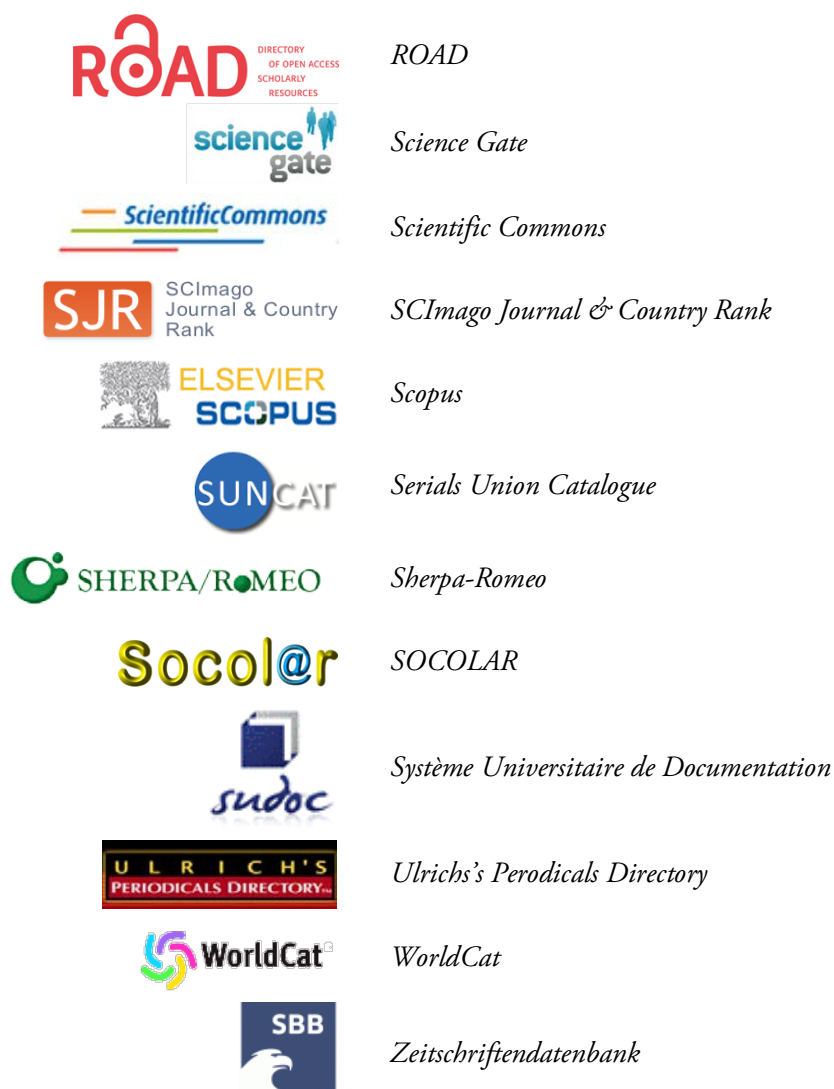 ROAD
DIRECTORY
OF OPEN ACCESS
SCHOLARLY
RESOURCES
ROAD
science
gate
Science Gate
ScientificCommons
Scientific Commons
SJR
SCImago
Journal & Country
Rank
SCImago Journal & Country Rank
ELSEVIER
SCOPUS
Scopus
SUNCAT
Serials Union Catalogue
SHERPA/RoMEO
Sherpa-Romeo
Socol@r
SOCOLAR
sudoc
Système Universitaire de Documentation
ULRICH'S
PERIODICALS DIRECTORY™
Ulrichs’s Perodicals Directory
WorldCat
WorldCat
SBB
Zeitschriftendatenbank